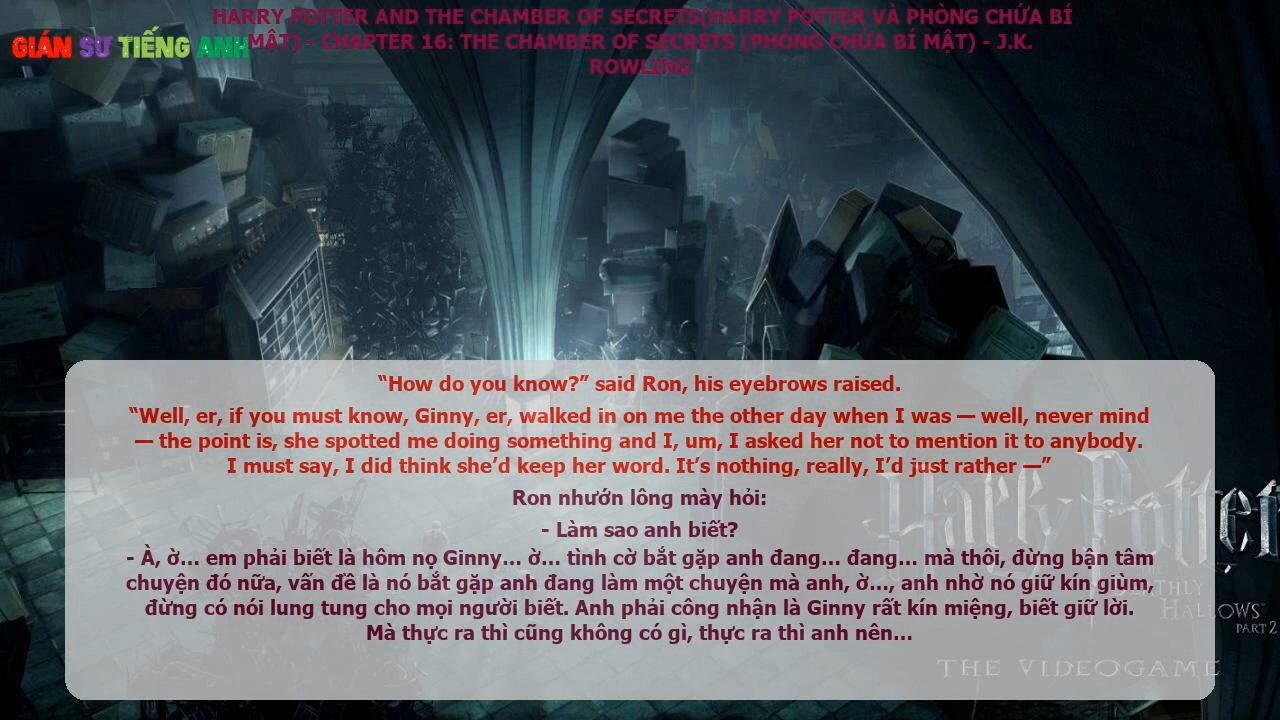 HARRY POTTER AND THE CHAMBER OF SECRETS(HARRY POTTER VÀ PHÒNG CHỨA BÍ
MẬT) - CHAPTER 16: THE CHAMBER OF SECRETS (PHÒNG CHỨA BÍ MẬT) - J.K.
ROWLING
GIÁN SỨ TIẾNG ANH
“How do you know?” said Ron, his eyebrows raised.
“Well, er, if you must know, Ginny, er, walked in on me the other day when I was — well, never mind
— the point is, she spotted me doing something and I, um, I asked her not to mention it to anybody.
I must say, I did think she’d keep her word. It’s nothing, really, I’d just rather —”
Ron nhướn lông mày hỏi:
- Làm sao anh biết?
- À, ờ... em phải biết là hôm nọ Ginny... ờ... tình cờ bắt gặp anh đang... đang... mà thôi, đừng bận tâm
chuyện đó nữa, vấn đề là nó bắt gặp anh đang làm một chuyện mà anh, ờ..., anh nhờ nó giữ kín giùm,
đừng có nói lung tung cho mọi người biết. Anh phải công nhận là Ginny rất kín miệng, biết giữ lời.
Mà thực ra thì cũng không có gì, thực ra thì anh nên...
Harry Potter
DEATHLY
HALLOWS
PART 2
THE VIDEOGAME